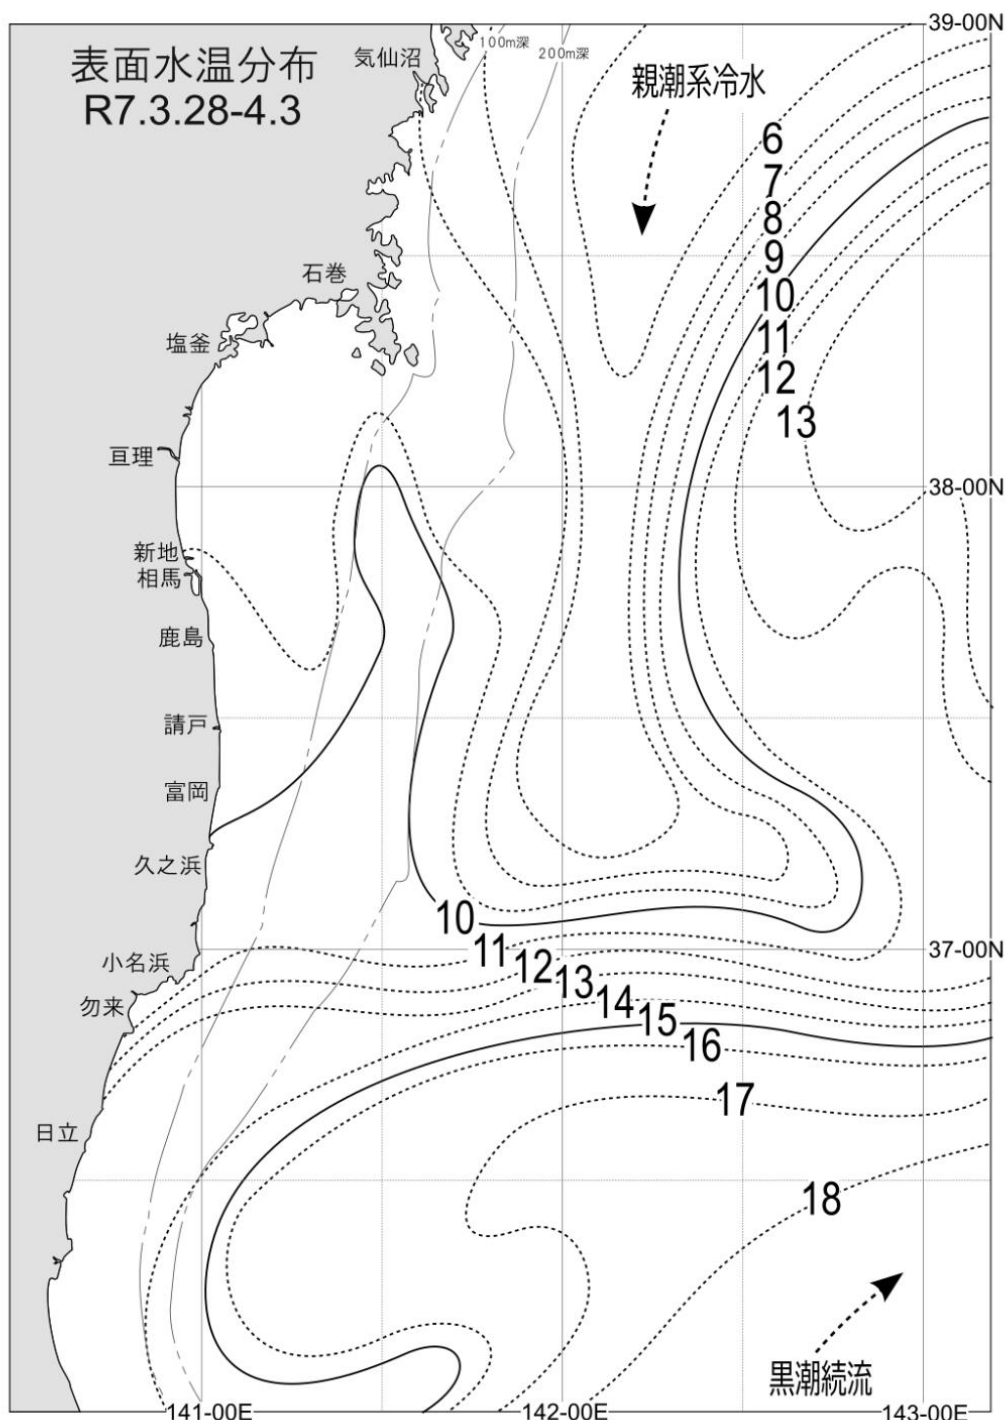 表面水温分布
R7.3.28-4.3
気仙沼
100m深
200m深
親潮系冷水
39-00N
6
7
8
9
10
11
12
13
石巻
塩釜
亘理
38-00N
新地
相馬
鹿島
請戸
富岡
久之浜
小名浜
勿来
日立
37-00N
10
11
12
13
14
15
16
17
18
黒潮続流
141-00E
142-00E
143-00E